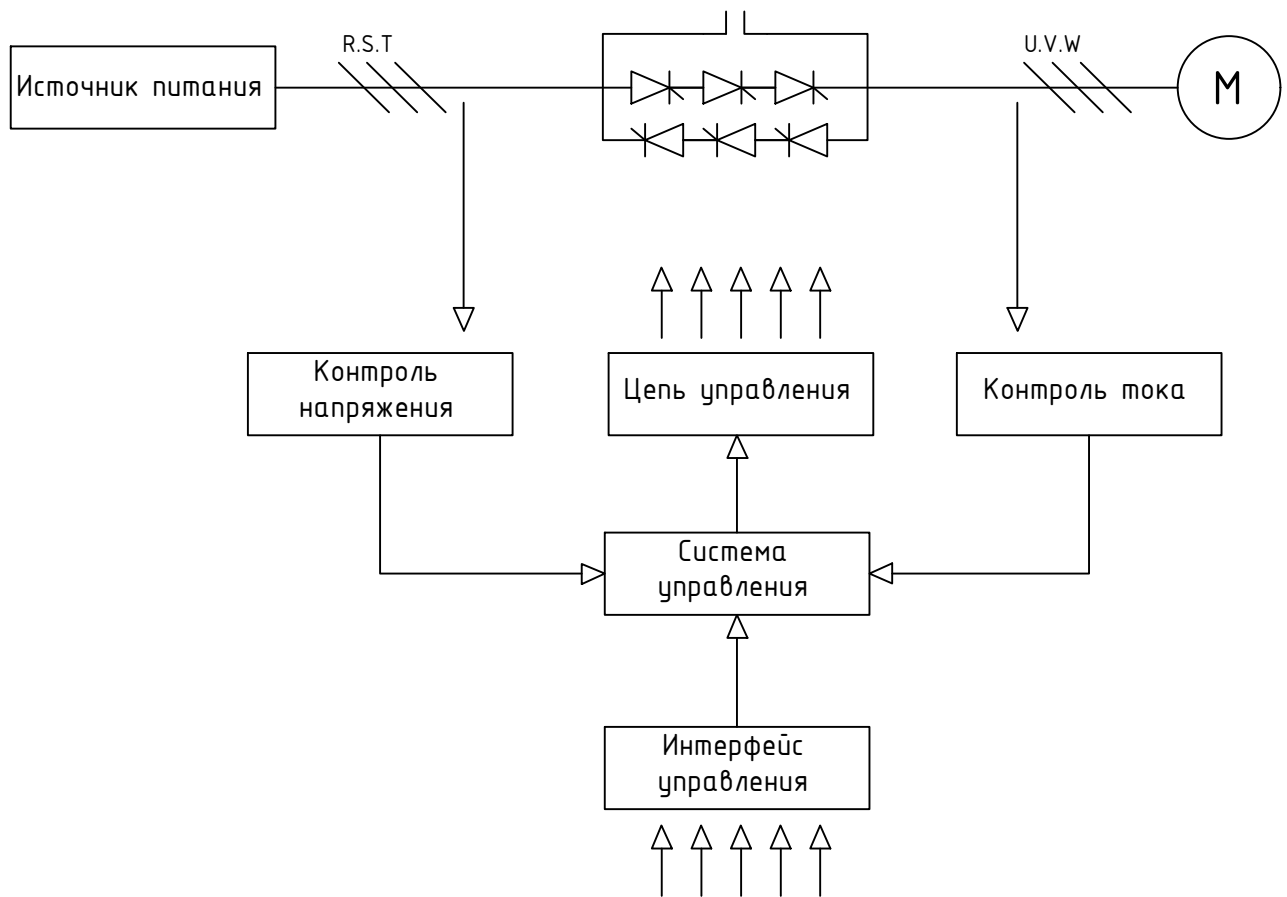 R.S.T
U.V.W
Источник питания
M
Контроль
напряжения
Цепь управления
Контроль тока
Система
управления
Интерфейс
управления